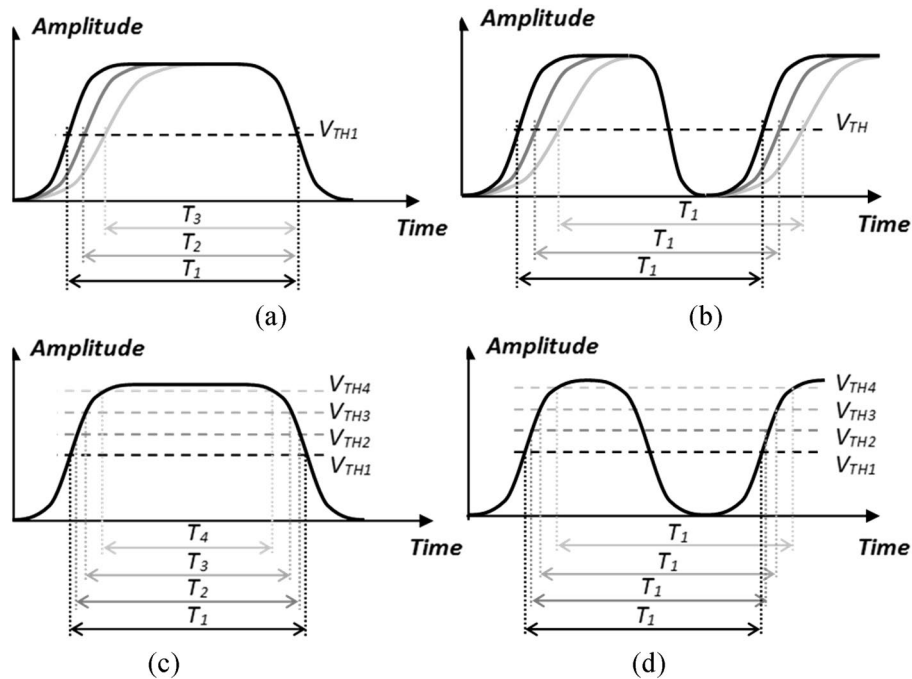 Amplitude
V_TH1
Time
T_3
T_2
T_1
(a)
Amplitude
V_TH
Time
T_1
T_1
T_1
(b)
Amplitude
V_TH4
V_TH3
V_TH2
V_TH1
Time
T_4
T_3
T_2
T_1
(c)
Amplitude
V_TH4
V_TH3
V_TH2
V_TH1
Time
T_1
T_1
T_1
T_1
(d)